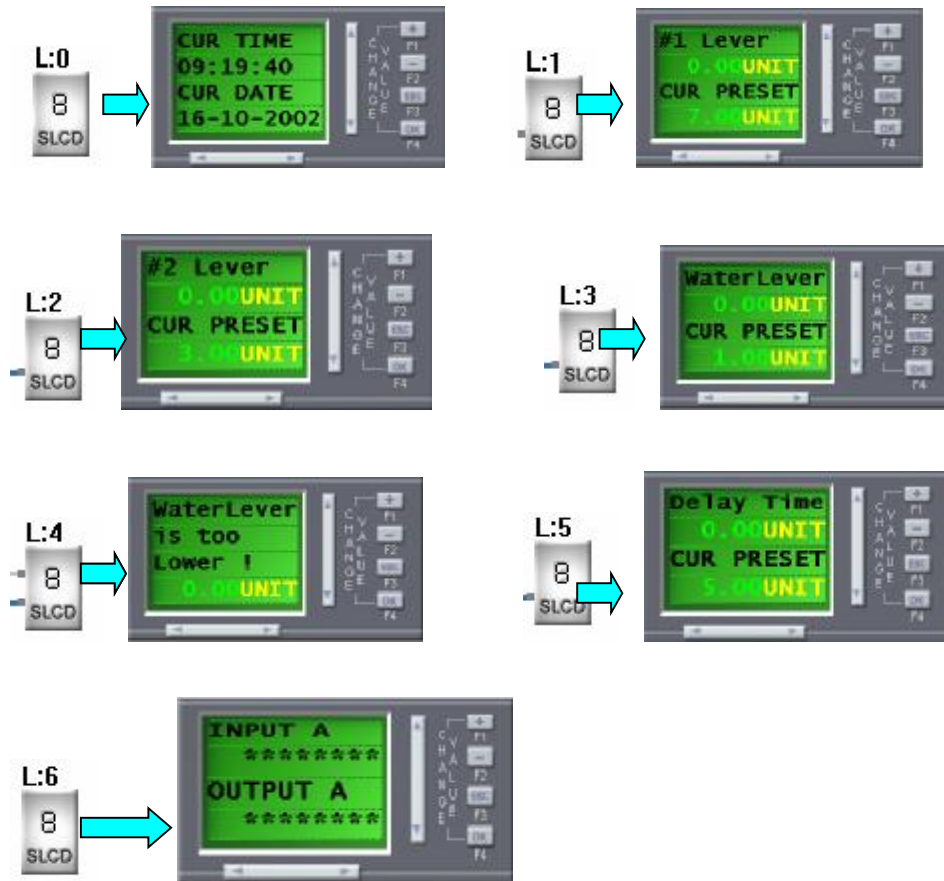 L:0
8
SLCD
CUR TIME
09:19:40
CUR DATE
16-10-2002
CHANGE
VALUE
+
F1
-
F2
ESC
F3
OK
F4
L:1
8
SLCD
#1 Lever
0.00UNIT
CUR PRESET
7.00UNIT
CHANGE
VALUE
+
F1
-
F2
ESC
F3
OK
F4
L:2
8
SLCD
#2 Lever
0.00UNIT
CUR PRESET
3.00UNIT
CHANGE
VALUE
+
F1
-
F2
ESC
F3
OK
F4
L:3
8
SLCD
WaterLever
0.00UNIT
CUR PRESET
1.00UNIT
CHANGE
VALUE
+
F1
-
F2
ESC
F3
OK
F4
L:4
8
SLCD
WaterLever
is too
Lower !
0.00UNIT
CHANGE
VALUE
+
F1
-
F2
ESC
F3
OK
F4
L:5
8
SLCD
Delay Time
0.00UNIT
CUR PRESET
5.00UNIT
CHANGE
VALUE
+
F1
-
F2
ESC
F3
OK
F4
L:6
8
SLCD
INPUT A
********
OUTPUT A
********
CHANGE
VALUE
+
F1
-
F2
ESC
F3
OK
F4